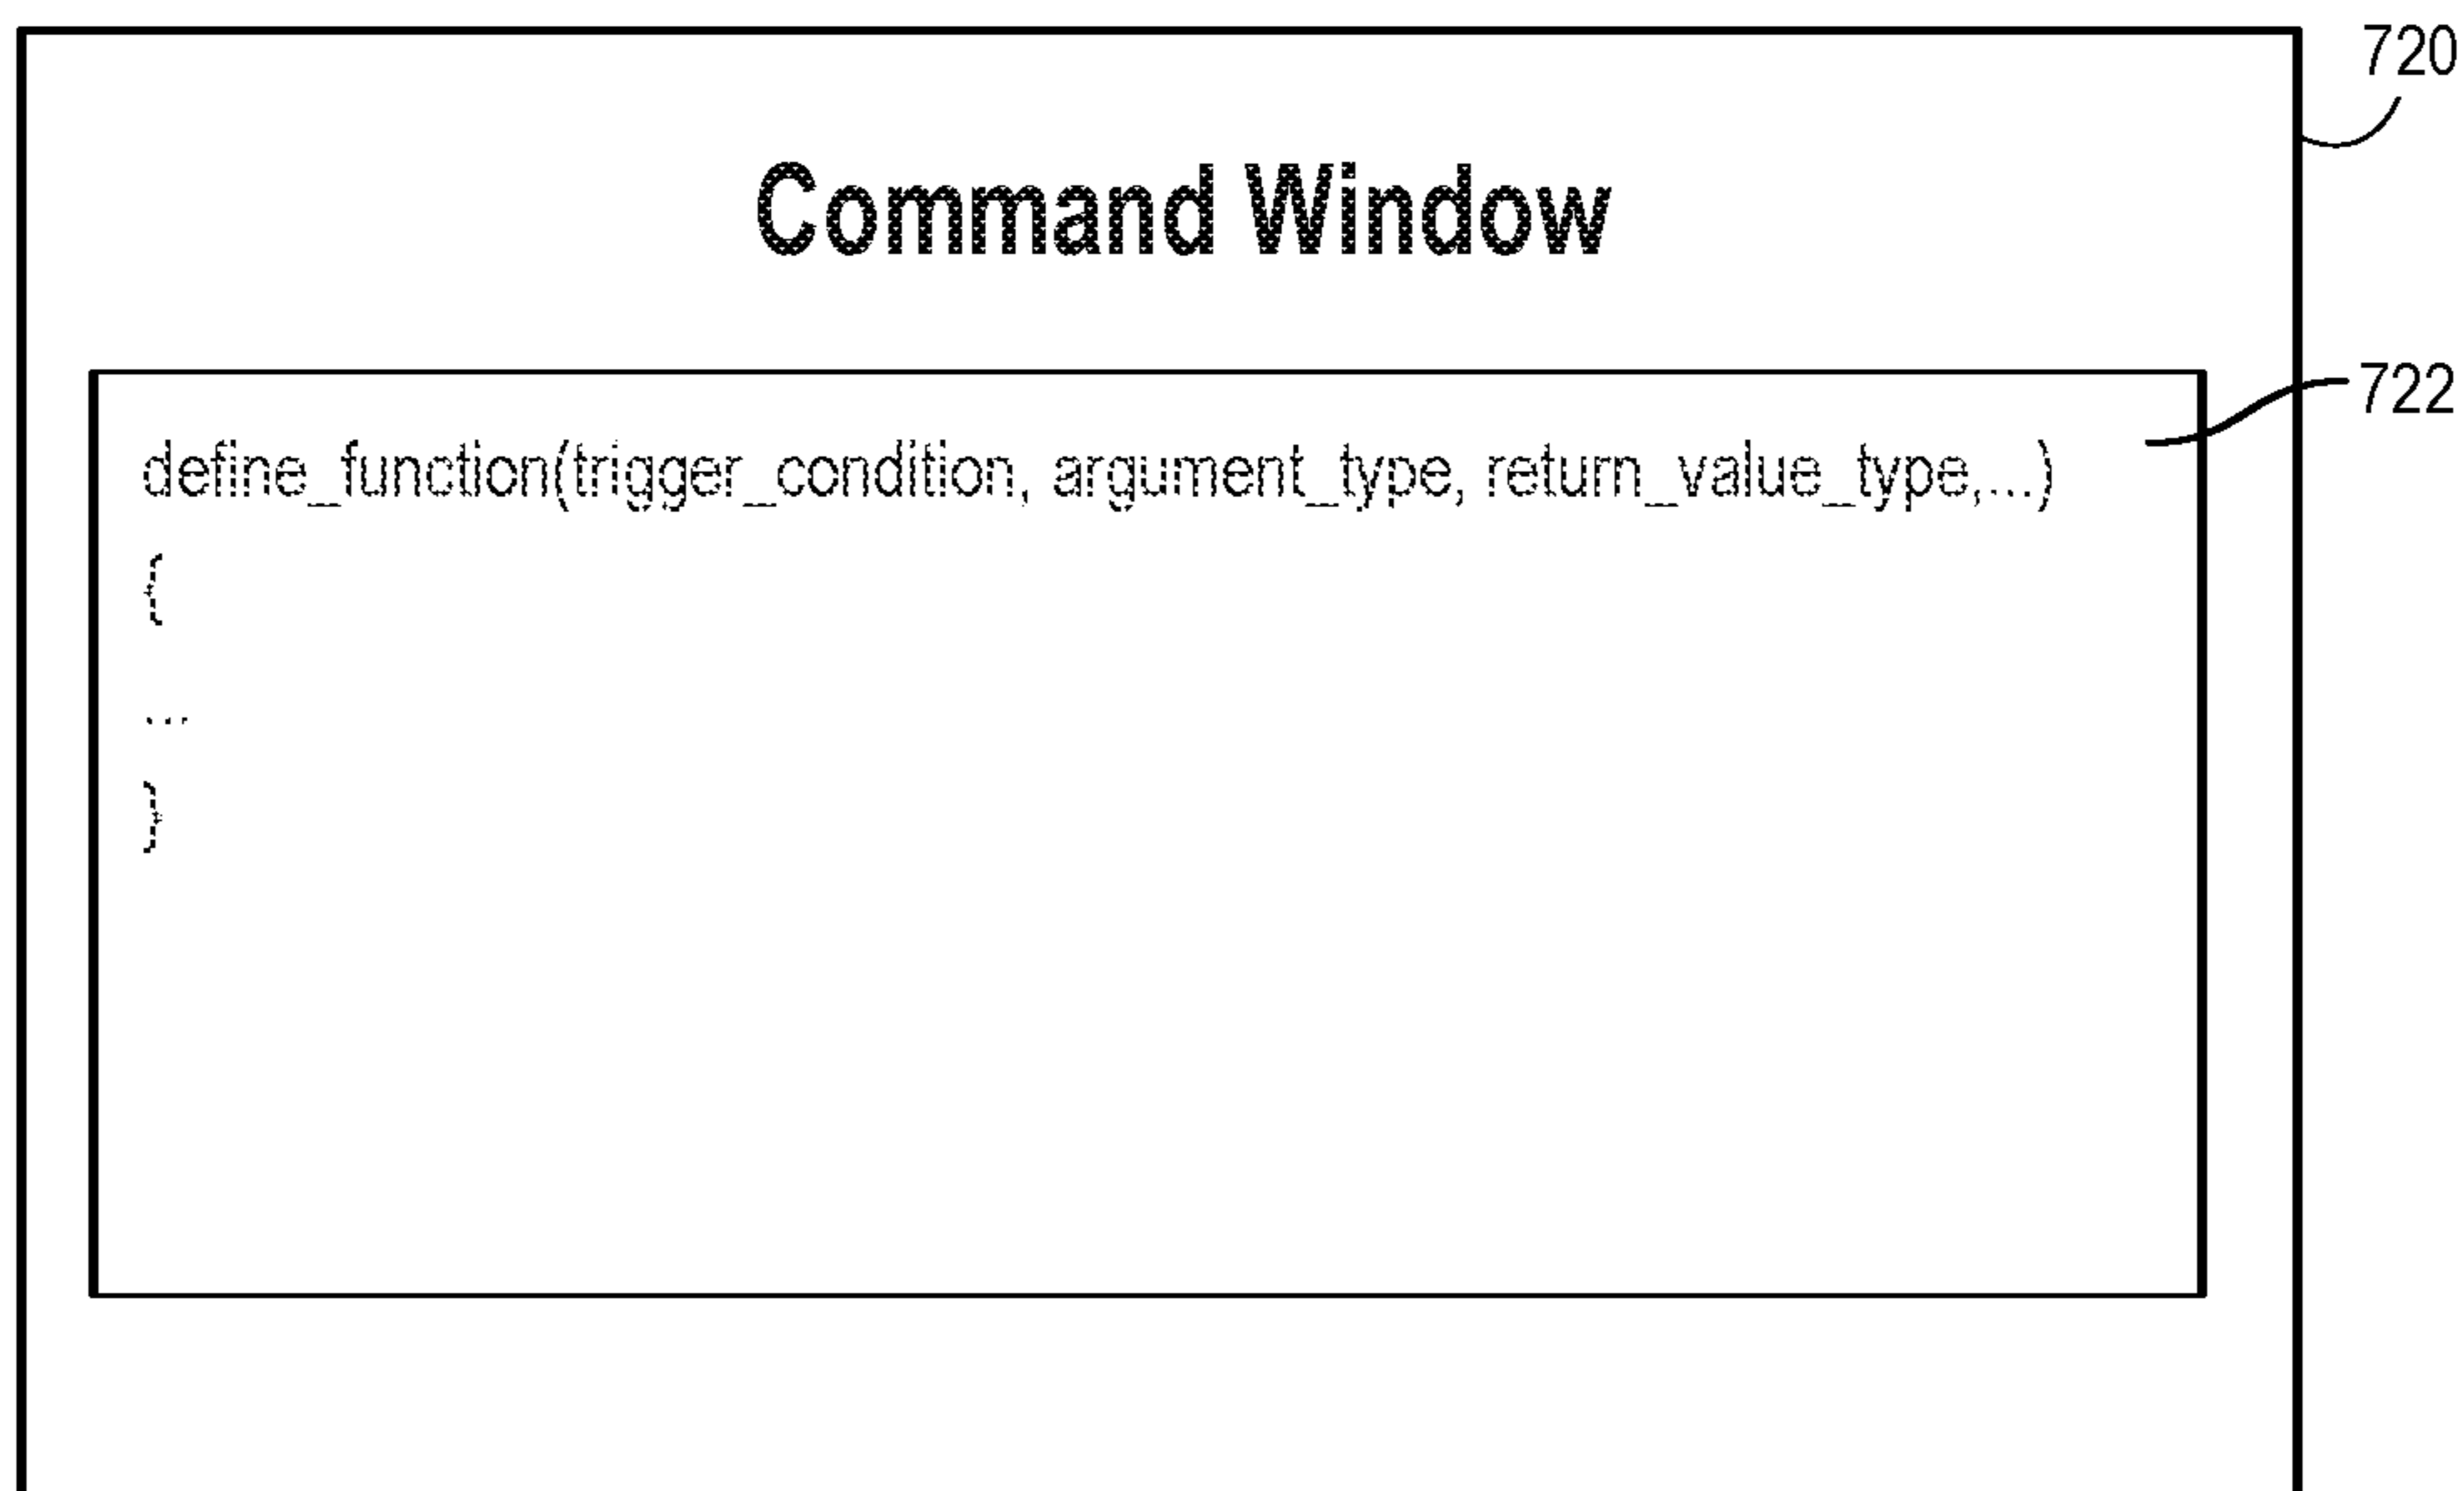 720
Command Window
722
define_function(trigger_condition, argument_type, return_value_type,...)
{
...
}